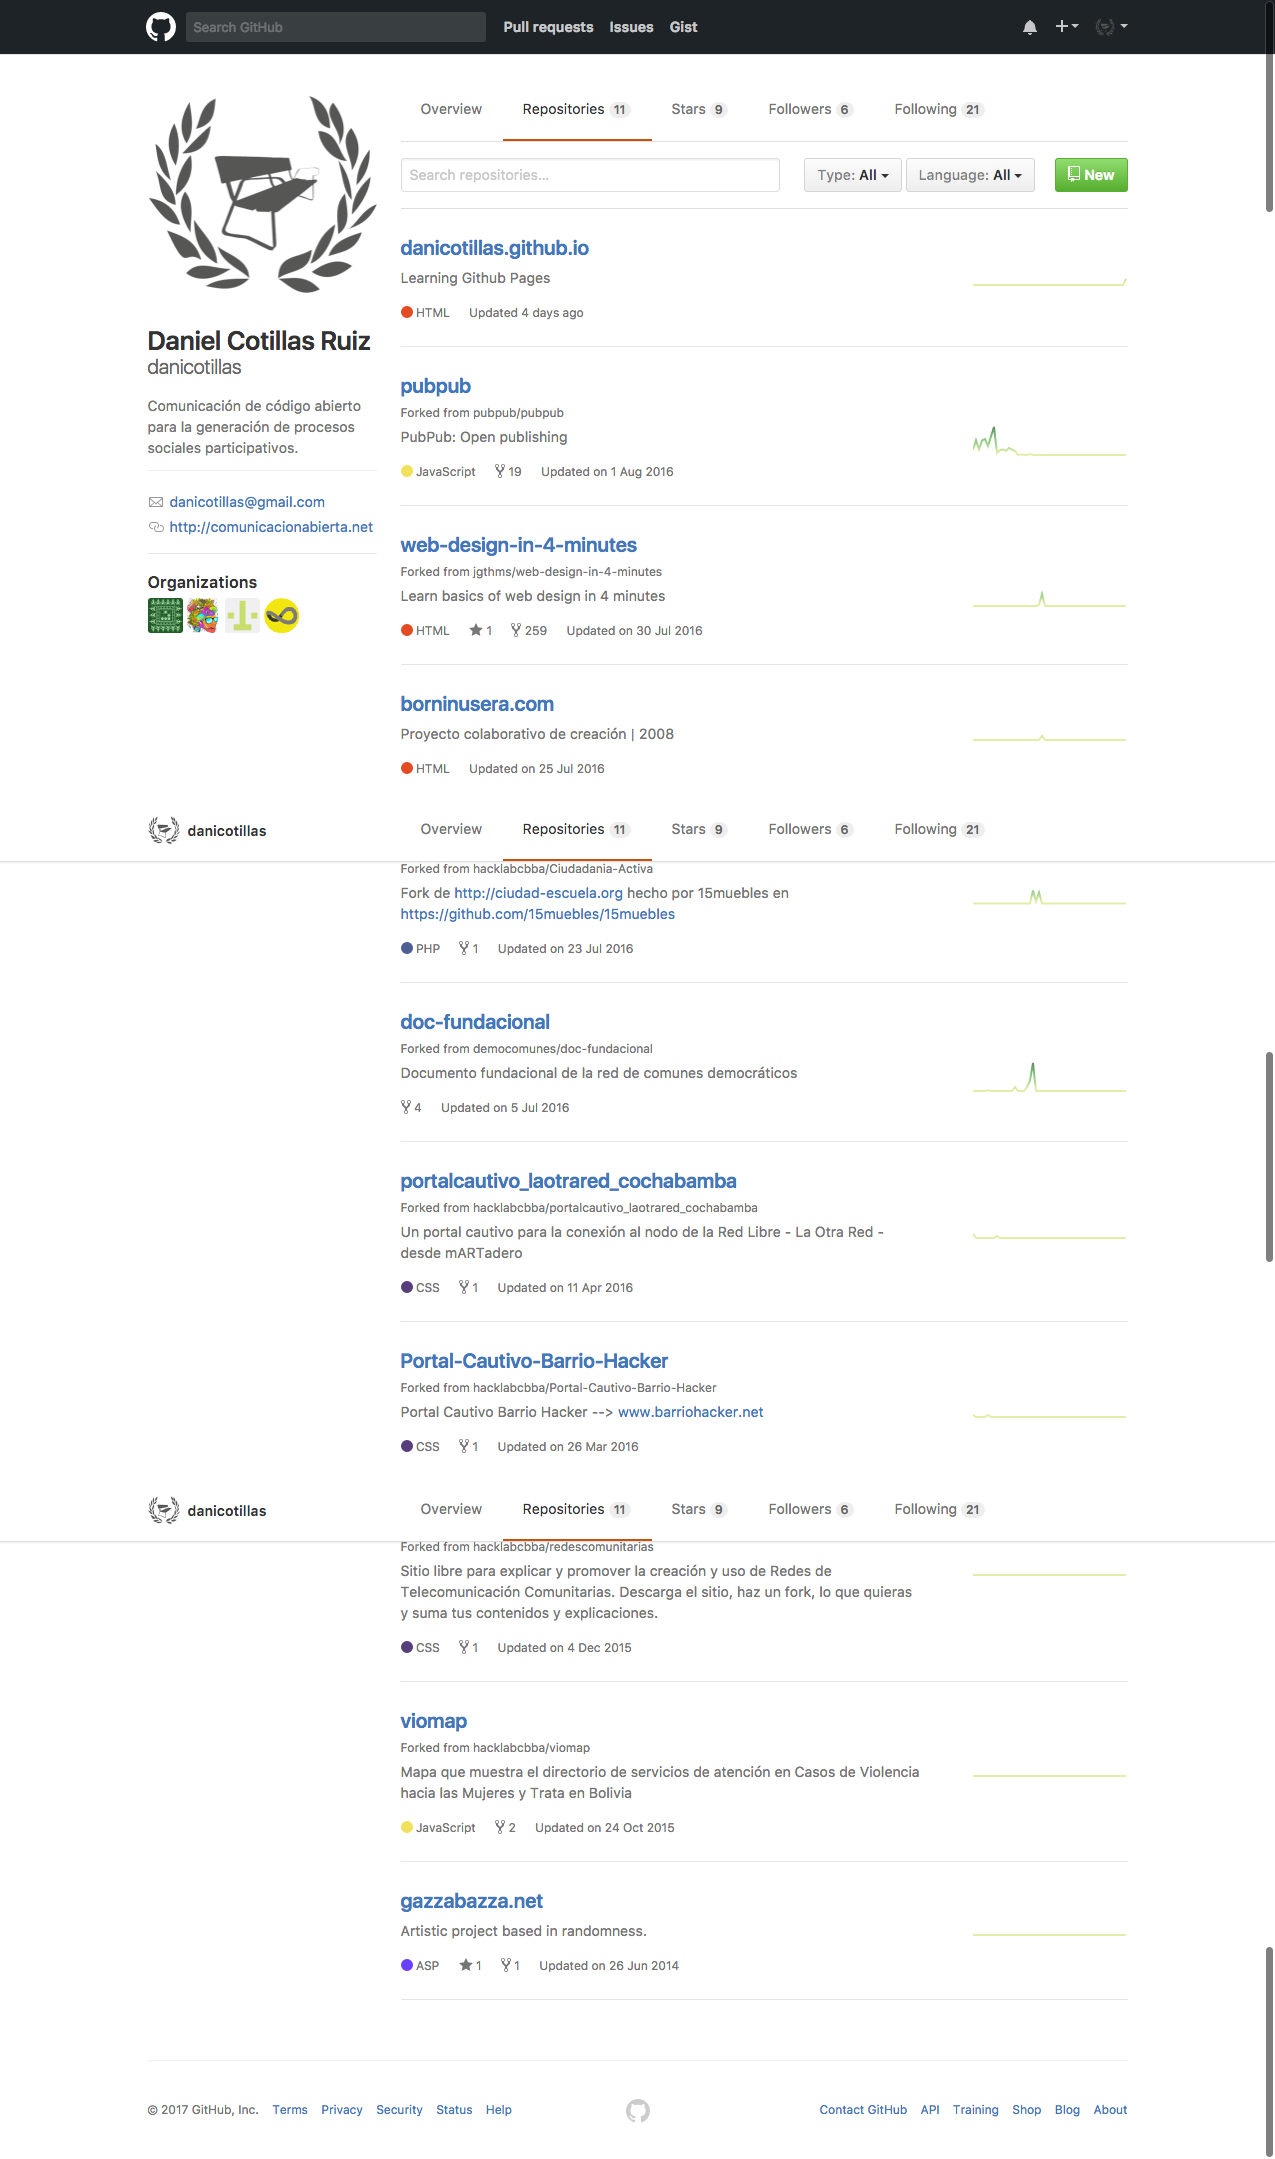 Search GitHub Pull requests Issues Gist
Overview Repositories 11 Stars 9 Followers 6 Following 21
Search repositories... Type: All Language: All New
Daniel Cotillas Ruiz
danicotillas
Comunicación de código abierto
para la generación de procesos
sociales participativos.
danicotillas@gmail.com
http://comunicacionabierta.net
Organizations
danicotillas.github.io
Learning Github Pages
HTML Updated 4 days ago
pubpub
Forked from pubpub/pubpub
PubPub: Open publishing
JavaScript 19 Updated on 1 Aug 2016
web-design-in-4-minutes
Forked from jgthms/web-design-in-4-minutes
Learn basics of web design in 4 minutes
HTML 1 259 Updated on 30 Jul 2016
borninusera.com
Proyecto colaborativo de creación | 2008
HTML Updated on 25 Jul 2016
danicotillas Overview Repositories 11 Stars 9 Followers 6 Following 21
Forked from hacklabcbba/Ciudadania-Activa
Fork de http://ciudad-escuela.org hecho por 15muebles en
https://github.com/15muebles/15muebles
PHP 1 Updated on 23 Jul 2016
doc-fundacional
Forked from democomunes/doc-fundacional
Documento fundacional de la red de comunes democráticos
4 Updated on 5 Jul 2016
portalcautivo_laotrared_cochabamba
Forked from hacklabcbba/portalcautivo_laotrared_cochabamba
Un portal cautivo para la conexión al nodo de la Red Libre - La Otra Red -
desde mARTadero
CSS 1 Updated on 11 Apr 2016
Portal-Cautivo-Barrio-Hacker
Forked from hacklabcbba/Portal-Cautivo-Barrio-Hacker
Portal Cautivo Barrio Hacker --> www.barriohacker.net
CSS 1 Updated on 26 Mar 2016
danicotillas Overview Repositories 11 Stars 9 Followers 6 Following 21
Forked from hacklabcbba/redescomunitarias
Sitio libre para explicar y promover la creación y uso de Redes de
Telecomunicación Comunitarias. Descarga el sitio, haz un fork, lo que quieras
y suma tus contenidos y explicaciones.
CSS 1 Updated on 4 Dec 2015
viomap
Forked from hacklabcbba/viomap
Mapa que muestra el directorio de servicios de atención en Casos de Violencia
hacia las Mujeres y Trata en Bolivia
JavaScript 2 Updated on 24 Oct 2015
gazzabazza.net
Artistic project based in randomness.
ASP 1 1 Updated on 26 Jun 2014
© 2017 GitHub, Inc. Terms Privacy Security Status Help Contact GitHub API Training Shop Blog About